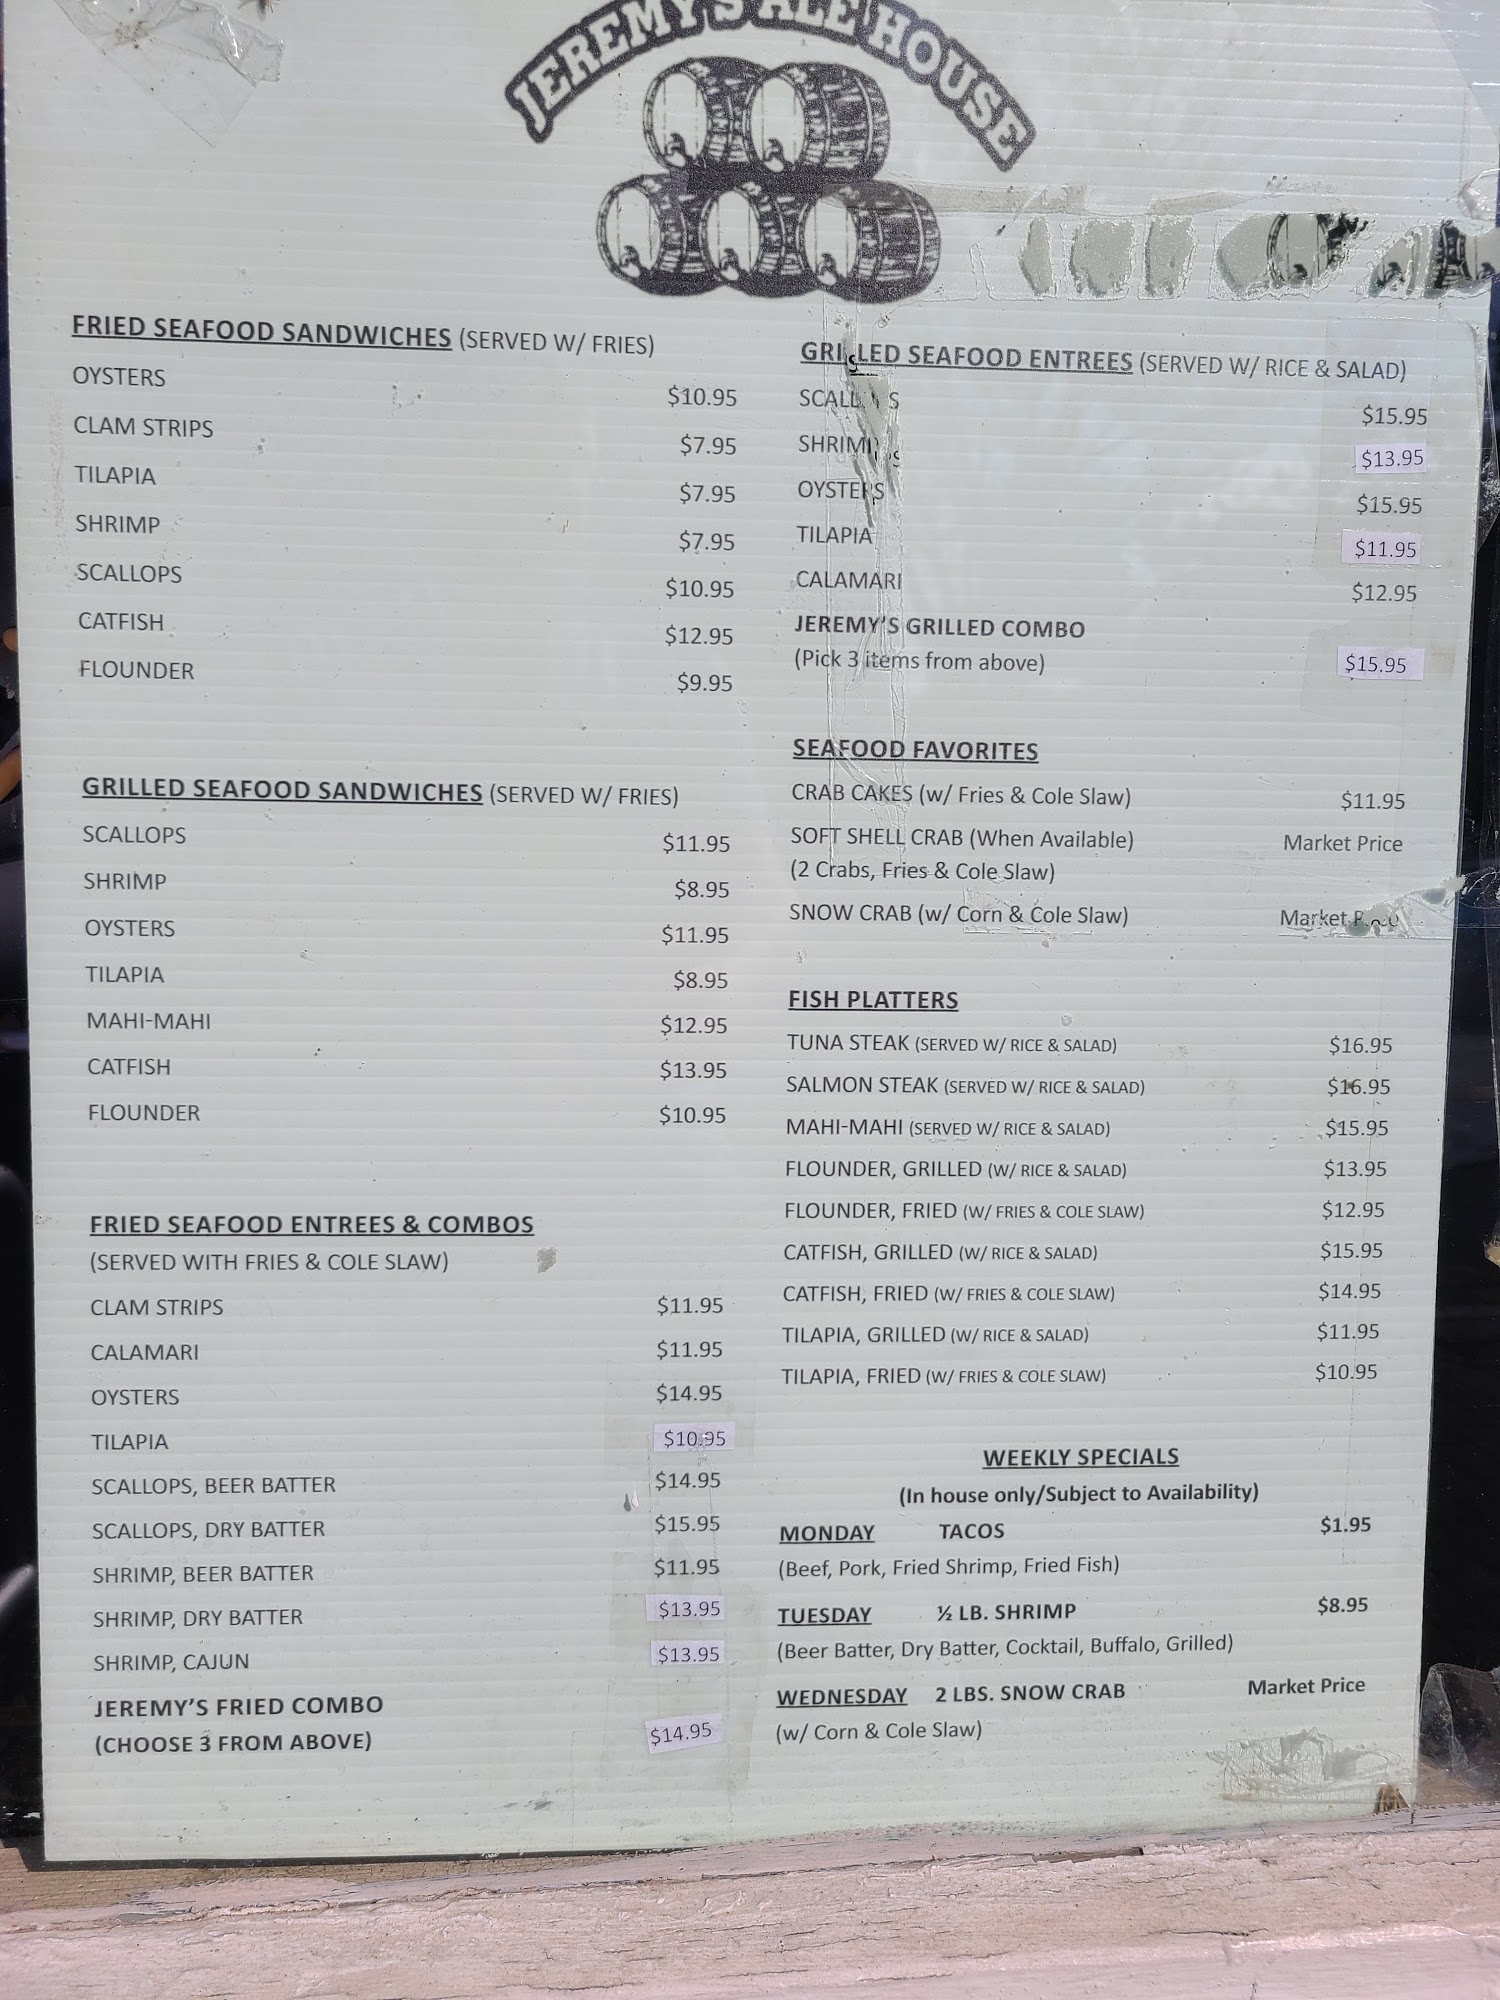 JEREMY'S ALE HOUSE
FRIED SEAFOOD SANDWICHES (SERVED W/ FRIES)
OYSTERS $10.95
CLAM STRIPS $7.95
TILAPIA $7.95
SHRIMP $7.95
SCALLOPS $10.95
CATFISH $12.95
FLOUNDER $9.95
GRILLED SEAFOOD SANDWICHES (SERVED W/ FRIES)
SCALLOPS $11.95
SHRIMP $8.95
OYSTERS $11.95
TILAPIA $8.95
MAHI-MAHI $12.95
CATFISH $13.95
FLOUNDER $10.95
FRIED SEAFOOD ENTREES & COMBOS
(SERVED WITH FRIES & COLE SLAW)
CLAM STRIPS $11.95
CALAMARI $11.95
OYSTERS $14.95
TILAPIA $10.95
SCALLOPS, BEER BATTER $14.95
SCALLOPS, DRY BATTER $15.95
SHRIMP, BEER BATTER $11.95
SHRIMP, DRY BATTER $13.95
SHRIMP, CAJUN $13.95
JEREMY'S FRIED COMBO
(CHOOSE 3 FROM ABOVE) $14.95
GRILLED SEAFOOD ENTREES (SERVED W/ RICE & SALAD)
$15.95
SHRIMP $13.95
OYSTERS $15.95
TILAPIA $11.95
CALAMARI $12.95
JEREMY'S GRILLED COMBO
(Pick 3 items from above) $15.95
SEAFOOD FAVORITES
CRAB CAKES (w/ Fries & Cole Slaw) $11.95
SOFT SHELL CRAB (When Available) Market Price
(2 Crabs, Fries & Cole Slaw)
SNOW CRAB (w/ Corn & Cole Slaw) Market
FISH PLATTERS
TUNA STEAK (SERVED W/ RICE & SALAD) $16.95
SALMON STEAK (SERVED W/ RICE & SALAD) $16.95
MAHI-MAHI (SERVED W/ RICE & SALAD) $15.95
FLOUNDER, GRILLED (W/ RICE & SALAD) $13.95
FLOUNDER, FRIED (W/ FRIES & COLE SLAW) $12.95
CATFISH, GRILLED (W/ RICE & SALAD) $15.95
CATFISH, FRIED (W/ FRIES & COLE SLAW) $14.95
TILAPIA, GRILLED (W/ RICE & SALAD) $11.95
TILAPIA, FRIED (W/ FRIES & COLE SLAW) $10.95
WEEKLY SPECIALS
(In house only/Subject to Availability)
MONDAY TACOS $1.95
(Beef, Pork, Fried Shrimp, Fried Fish)
TUESDAY ½ LB. SHRIMP $8.95
(Beer Batter, Dry Batter, Cocktail, Buffalo, Grilled)
WEDNESDAY 2 LBS. SNOW CRAB Market Price
(w/ Corn & Cole Slaw)